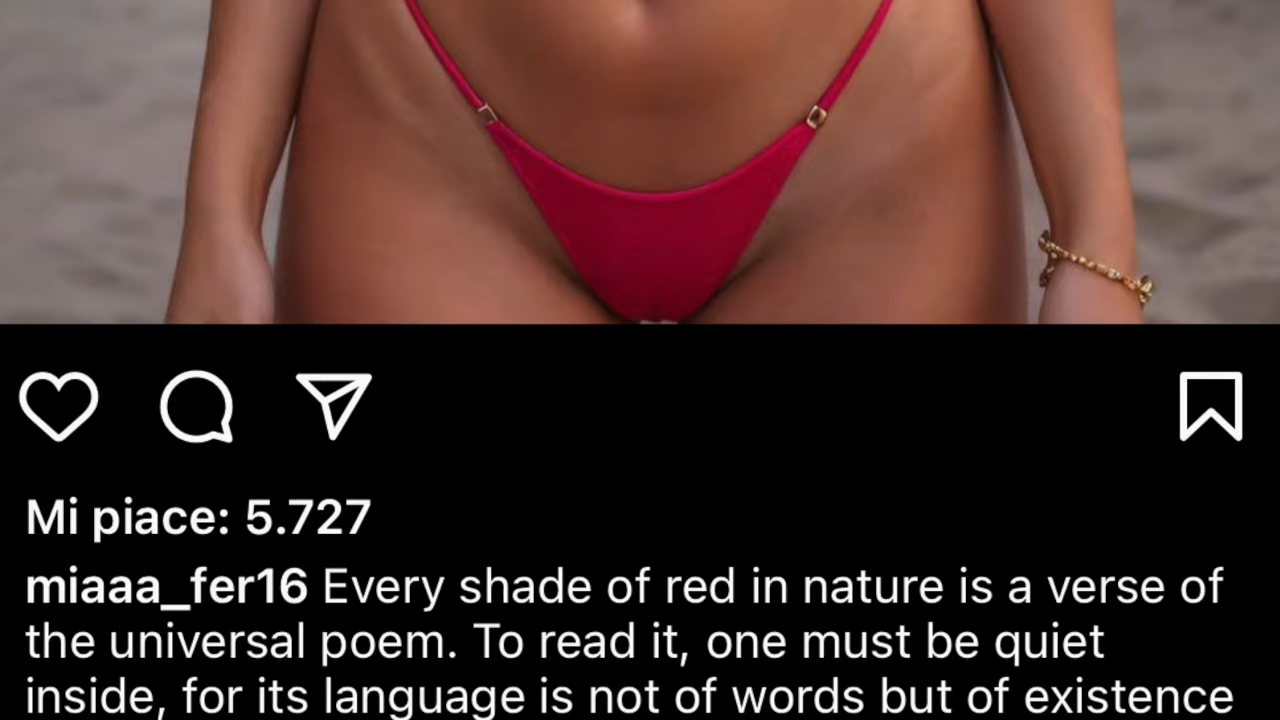 Mi piace: 5.727
miaaa_fer16 Every shade of red in nature is a verse of
the universal poem. To read it, one must be quiet
inside, for its language is not of words but of existence